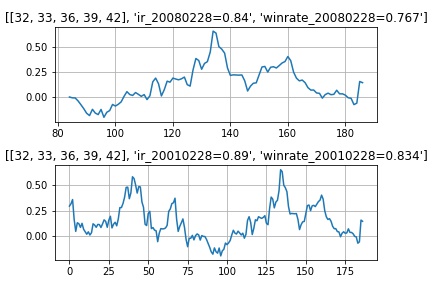 [[32, 33, 36, 39, 42], 'ir_20080228=0.84', 'winrate_20080228=0.767']
0.50
0.25
0.00
80 100 120 140 160 180
[[32, 33, 36, 39, 42], 'ir_20010228=0.89', 'winrate_20010228=0.834']
0.50
0.25
0.00
0 25 50 75 100 125 150 175